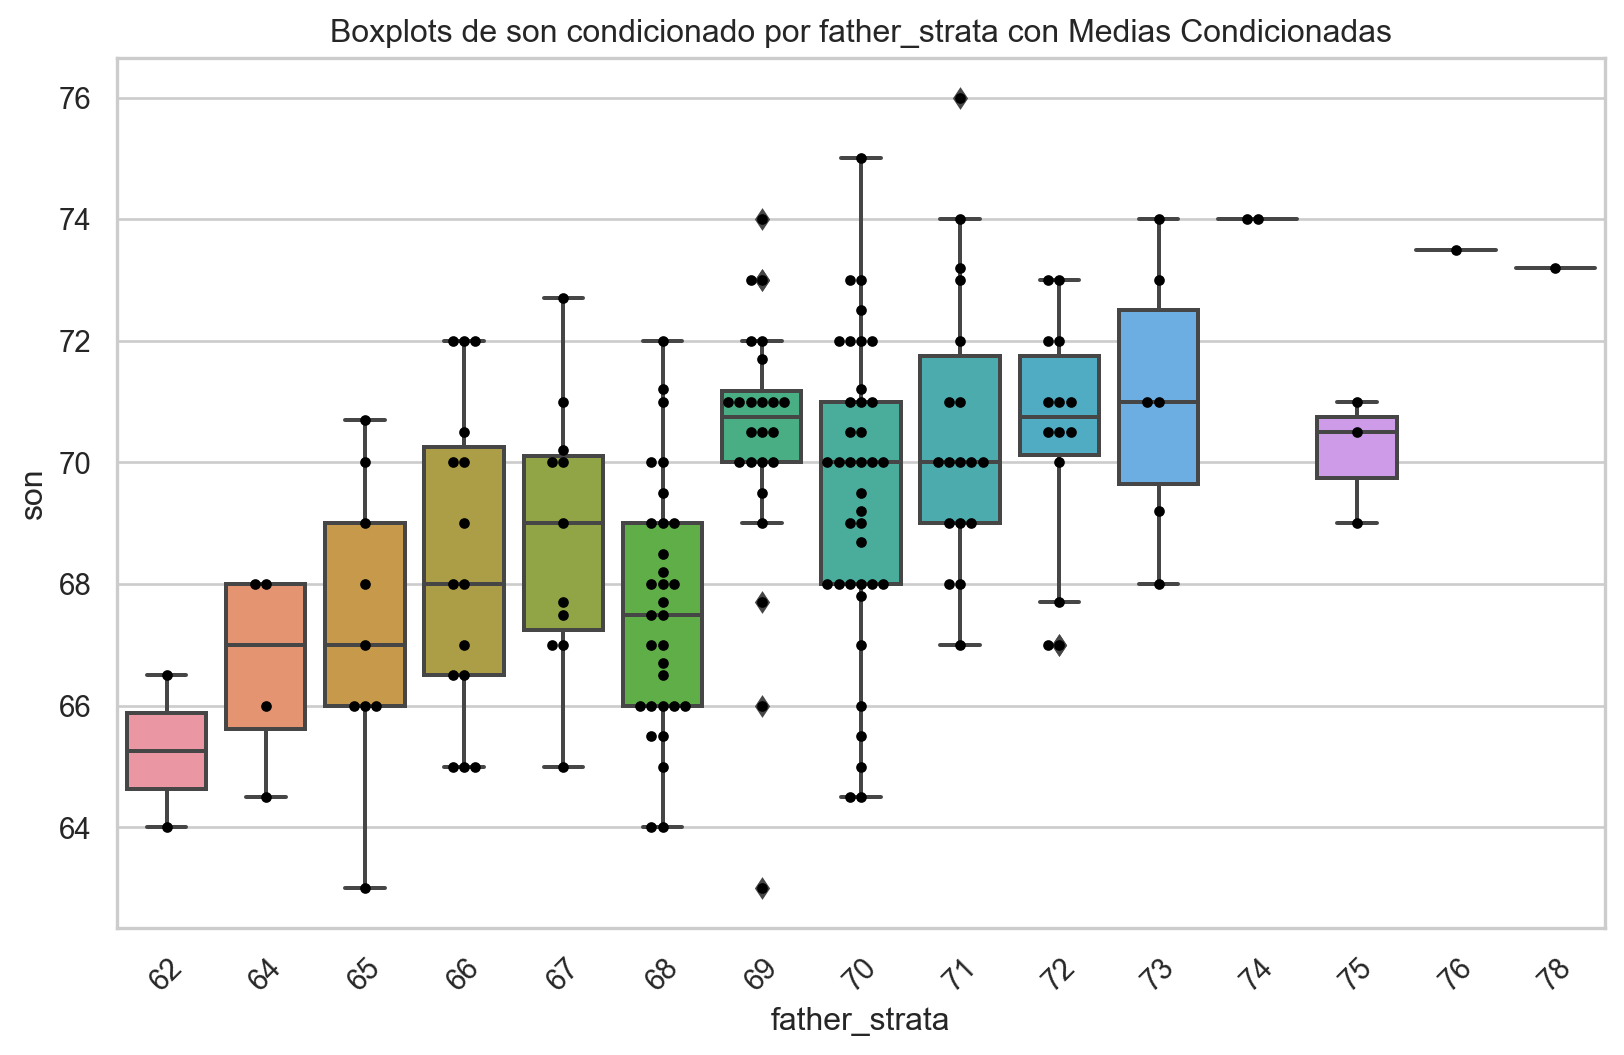 Boxplots de son condicionado por father_strata con Medias Condicionadas
76
74
72
70
68
66
64
son
62 64 65 66 67 68 69 70 71 72 73 74 75 76 78
father_strata